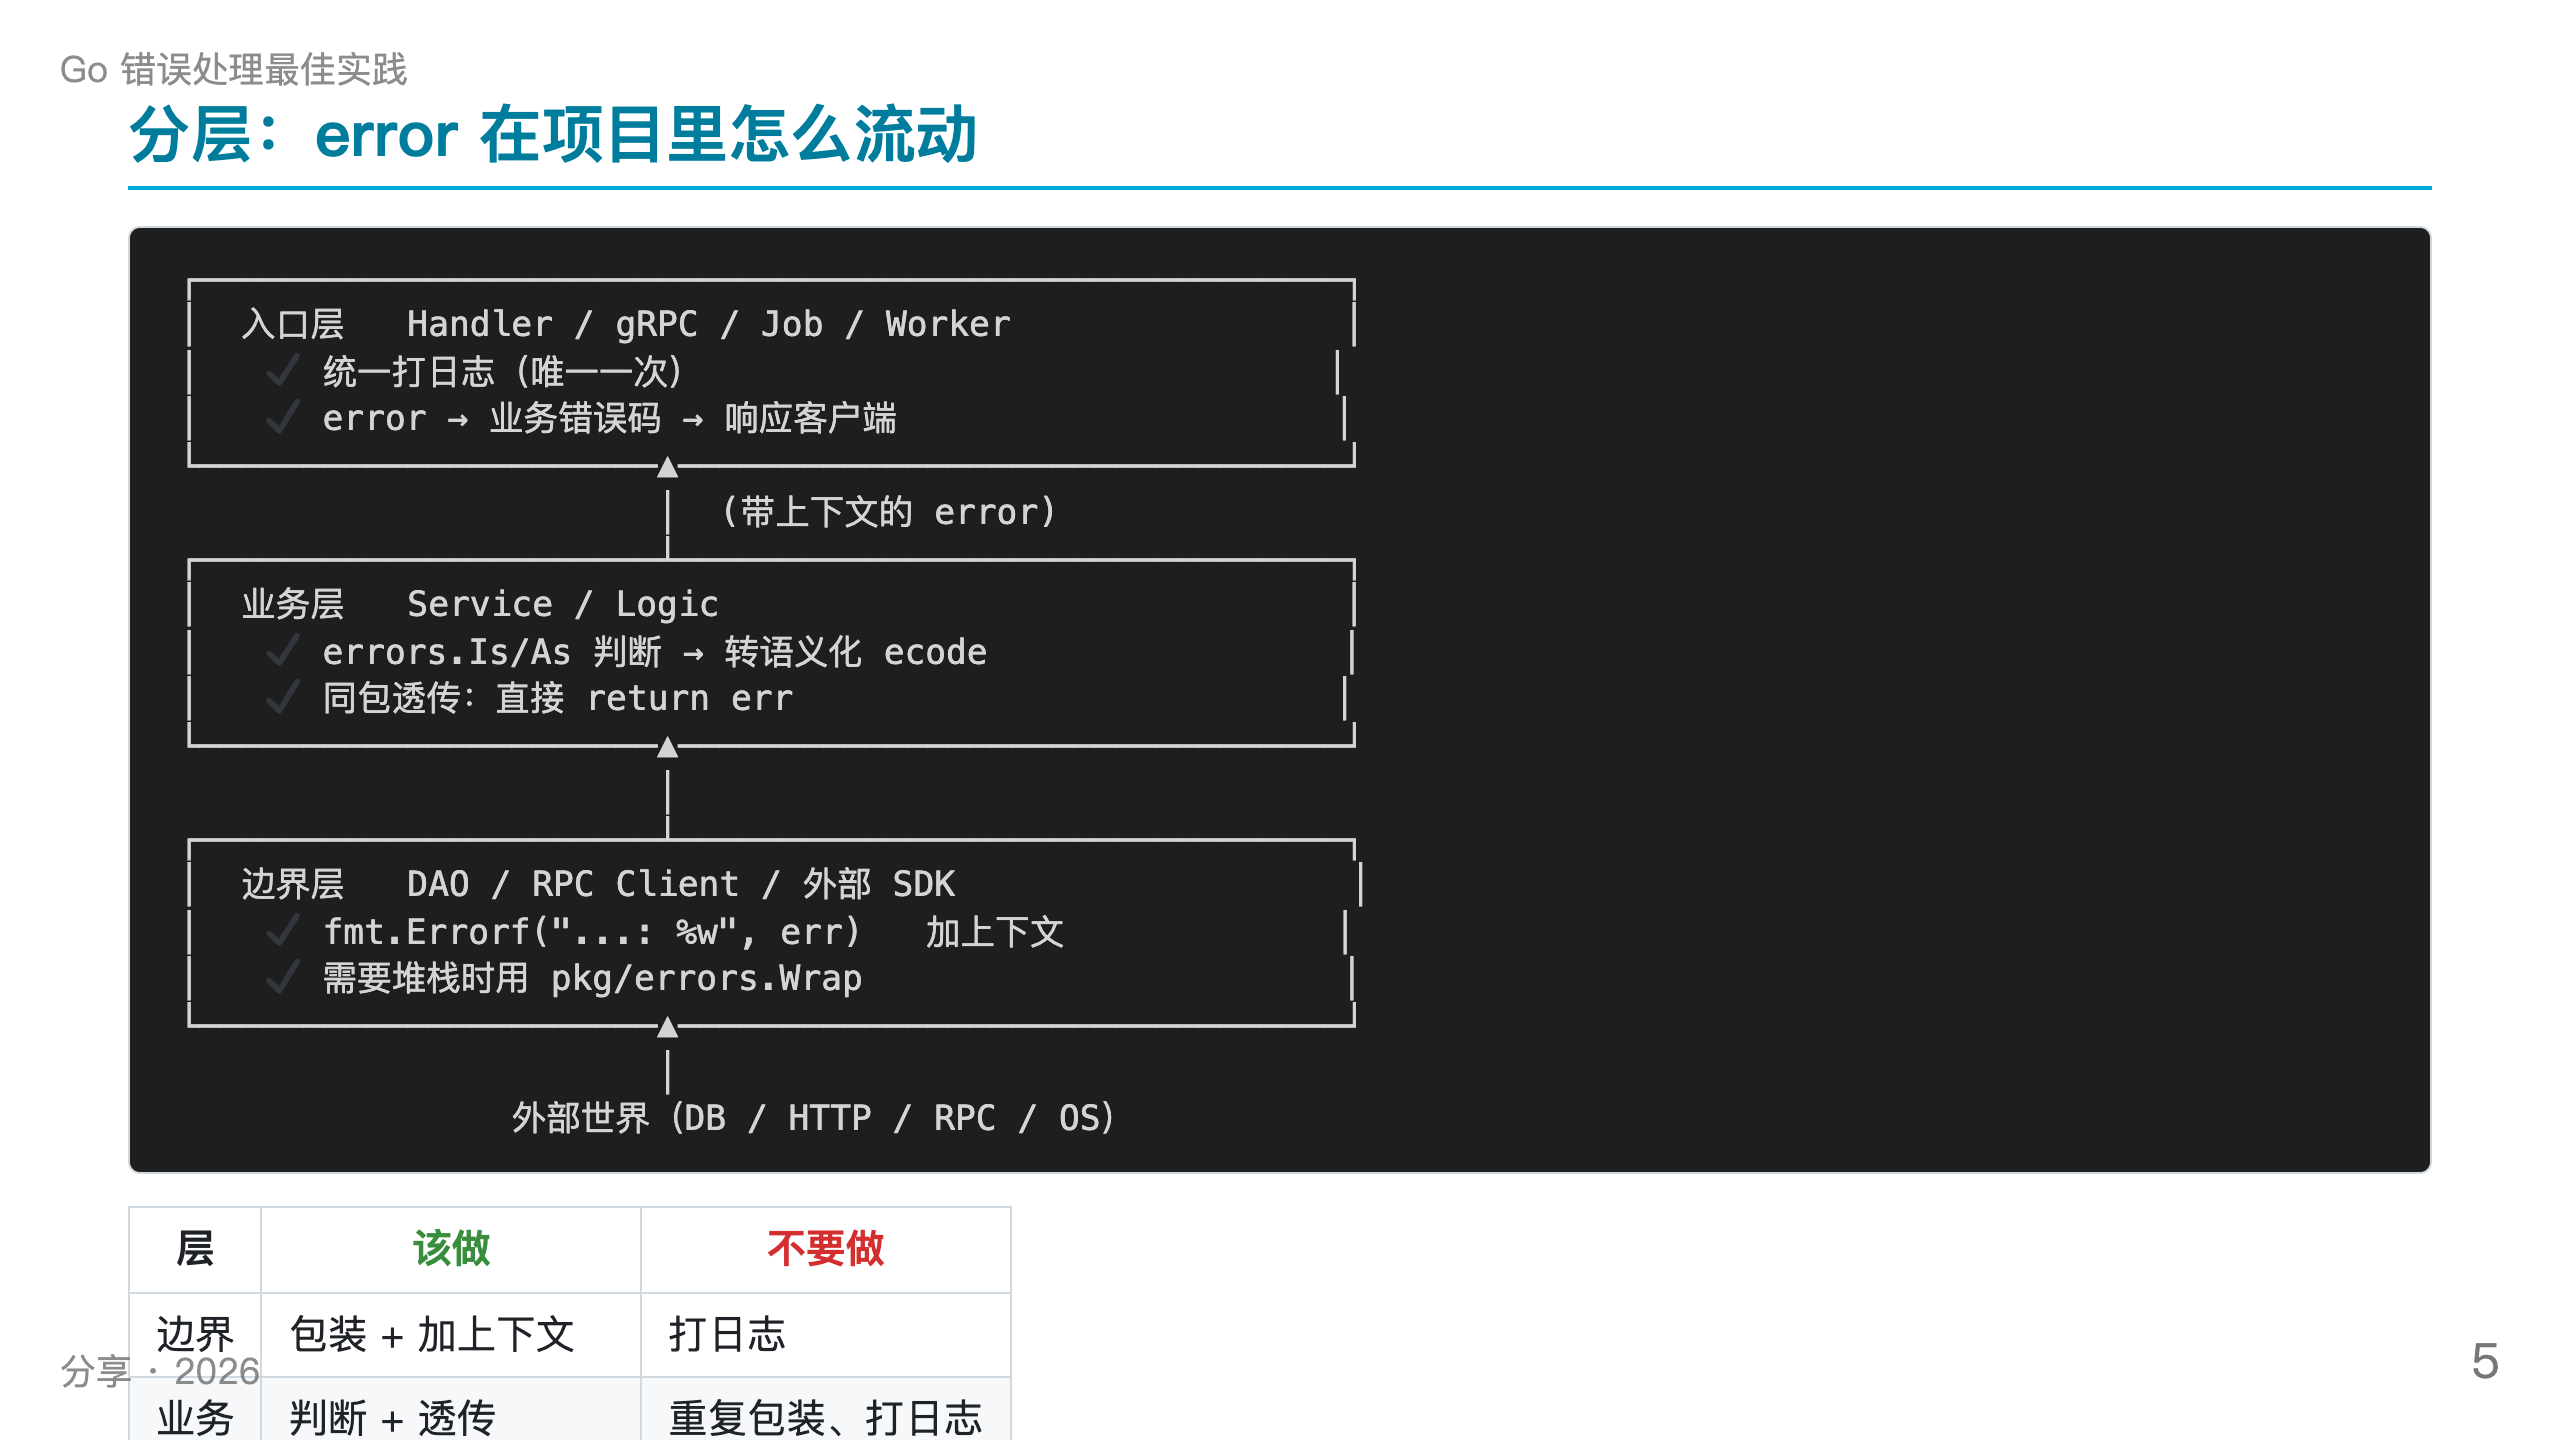 Go 错误处理最佳实践
分层：error 在项目里怎么流动
入口层 Handler / gRPC / Job / Worker
✓ 统一打日志（唯一一次）
✓ error → 业务错误码 → 响应客户端
（带上下文的 error）
业务层 Service / Logic
✓ errors.Is/As 判断 → 转语义化 ecode
✓ 同包透传：直接 return err
边界层 DAO / RPC Client / 外部 SDK
✓ fmt.Errorf("...: %w", err) 加上下文
✓ 需要堆栈时用 pkg/errors.Wrap
外部世界（DB / HTTP / RPC / OS）
层 该做 不要做
边界 包装 + 加上下文 打日志
业务 判断 + 透传 重复包装、打日志
分享 · 2026
5